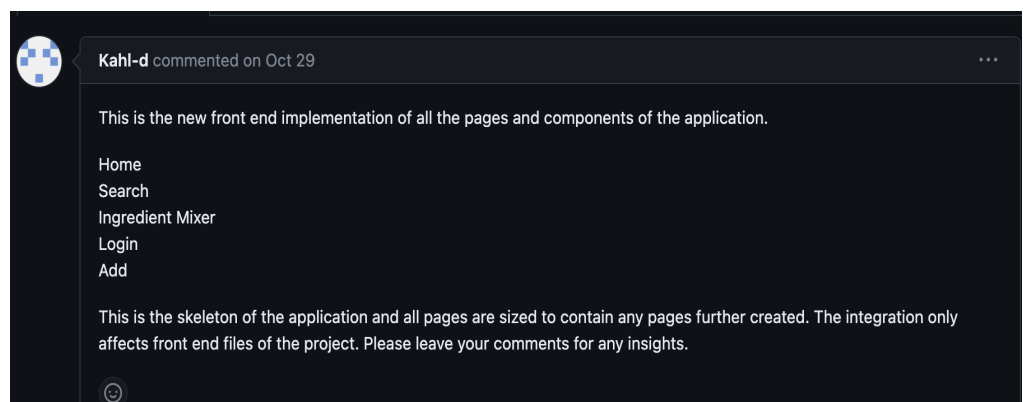 Kahl-d commented on Oct 29
This is the new front end implementation of all the pages and components of the application.
Home
Search
Ingredient Mixer
Login
Add
This is the skeleton of the application and all pages are sized to contain any pages further created. The integration only
affects front end files of the project. Please leave your comments for any insights.